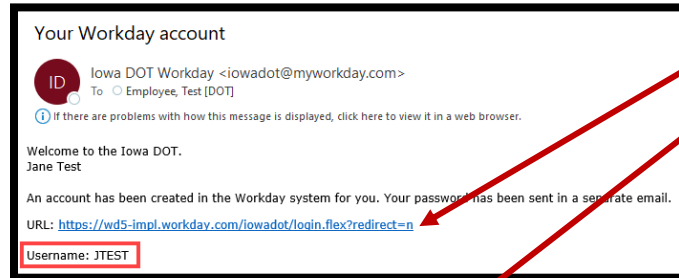 Your Workday account
ID
Iowa DOT Workday <iowadot@myworkday.com>
To Employee, Test [DOT]
i If there are problems with how this message is displayed, click here to view it in a web browser.
Welcome to the Iowa DOT.
Jane Test
An account has been created in the Workday system for you. Your password has been sent in a separate email.
URL: https://wd5-impl.workday.com/iowadot/login.flex?redirect=n
Username: JTEST